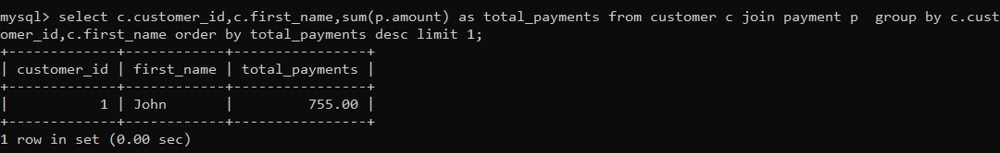 mysql> select c.customer_id,c.first_name,sum(p.amount) as total_payments from customer c join payment p  group by c.cust
omer_id,c.first_name order by total_payments desc limit 1;
+-------------+------------+----------------+
| customer_id | first_name | total_payments |
+-------------+------------+----------------+
|           1 | John       |         755.00 |
+-------------+------------+----------------+
1 row in set (0.00 sec)